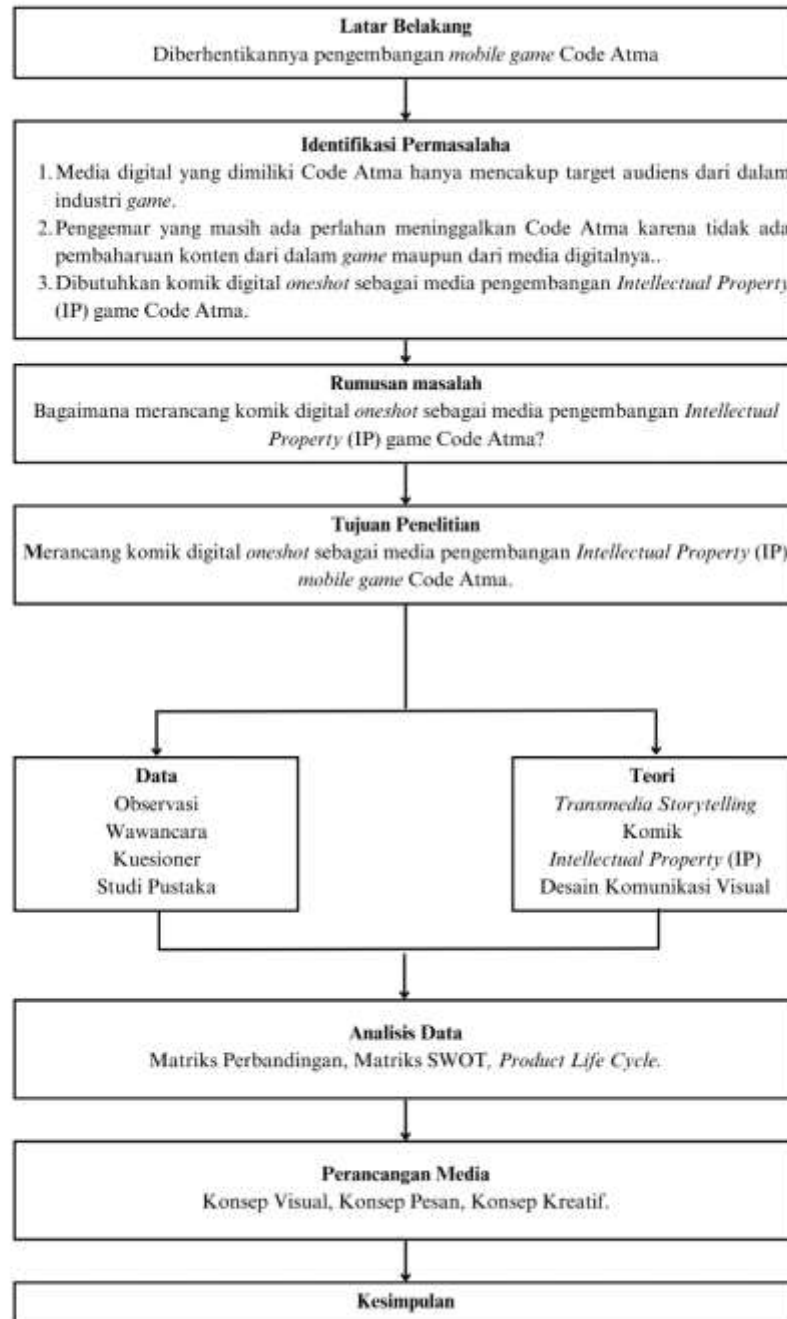 Latar Belakang
Diberhentikannya pengembangan mobile game Code Atma
Identifikasi Permasalaha
1. Media digital yang dimiliki Code Atma hanya mencakup target audiens dari dalam
industri game.
2. Penggemar yang masih ada perlahan meninggalkan Code Atma karena tidak ada
pembaharuan konten dari dalam game maupun dari media digitalnya..
3. Dibutuhkan komik digital oneshot sebagai media pengembangan Intellectual Property
(IP) game Code Atma.
Rumusan masalah
Bagaimana merancang komik digital oneshot sebagai media pengembangan Intellectual
Property (IP) game Code Atma?
Tujuan Penelitian
Merancang komik digital oneshot sebagai media pengembangan Intellectual Property (IP)
mobile game Code Atma.
Data
Observasi
Wawancara
Kuesioner
Studi Pustaka
Teori
Transmedia Storytelling
Komik
Intellectual Property (IP)
Desain Komunikasi Visual
Analisis Data
Matriks Perbandingan, Matriks SWOT, Product Life Cycle.
Perancangan Media
Konsep Visual, Konsep Pesan, Konsep Kreatif.
Kesimpulan